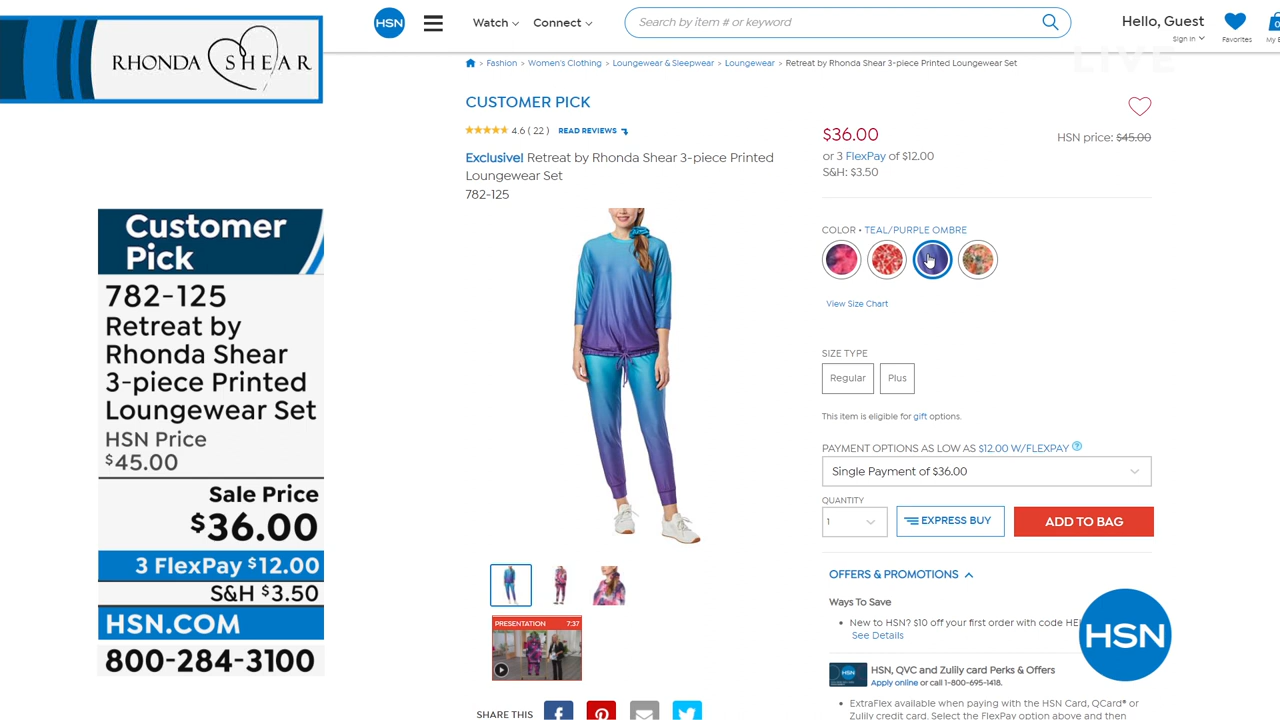 RHONDA SHEAR
Customer
Pick
782-125
Retreat by
Rhonda Shear
3-piece Printed
Loungewear Set
HSN Price
$45.00
Sale Price
$36.00
3 FlexPay $12.00
S&H $3.50
HSN.COM
800-284-3100
HSN
Watch
Connect
Search by item # or keyword
Hello, Guest
Sign In
Favorites
0
My
LIVE
> Fashion > Women's Clothing > Loungewear & Sleepwear > Loungewear > Retreat by Rhonda Shear 3-piece Printed Loungewear Set
CUSTOMER PICK
4.6 ( 22 ) READ REVIEWS
Exclusive! Retreat by Rhonda Shear 3-piece Printed
Loungewear Set
782-125
PRESENTATION 7:37
SHARE THIS
$36.00
HSN price: $45.00
or 3 FlexPay of $12.00
S&H: $3.50
COLOR • TEAL/PURPLE OMBRE
View Size Chart
SIZE TYPE
Regular
Plus
This item is eligible for gift options.
PAYMENT OPTIONS AS LOW AS $12.00 W/FLEXPAY ?
Single Payment of $36.00
QUANTITY
1
EXPRESS BUY
ADD TO BAG
OFFERS & PROMOTIONS
Ways To Save
• New to HSN? $10 off your first order with code
See Details
HSN, QVC and Zulily card Perks & Offers
Apply online or call 1-800-695-1418.
• ExtraFlex available when paying with the HSN Card, QCard® or
Zulily credit card. Select the FlexPay option above and then
HSN